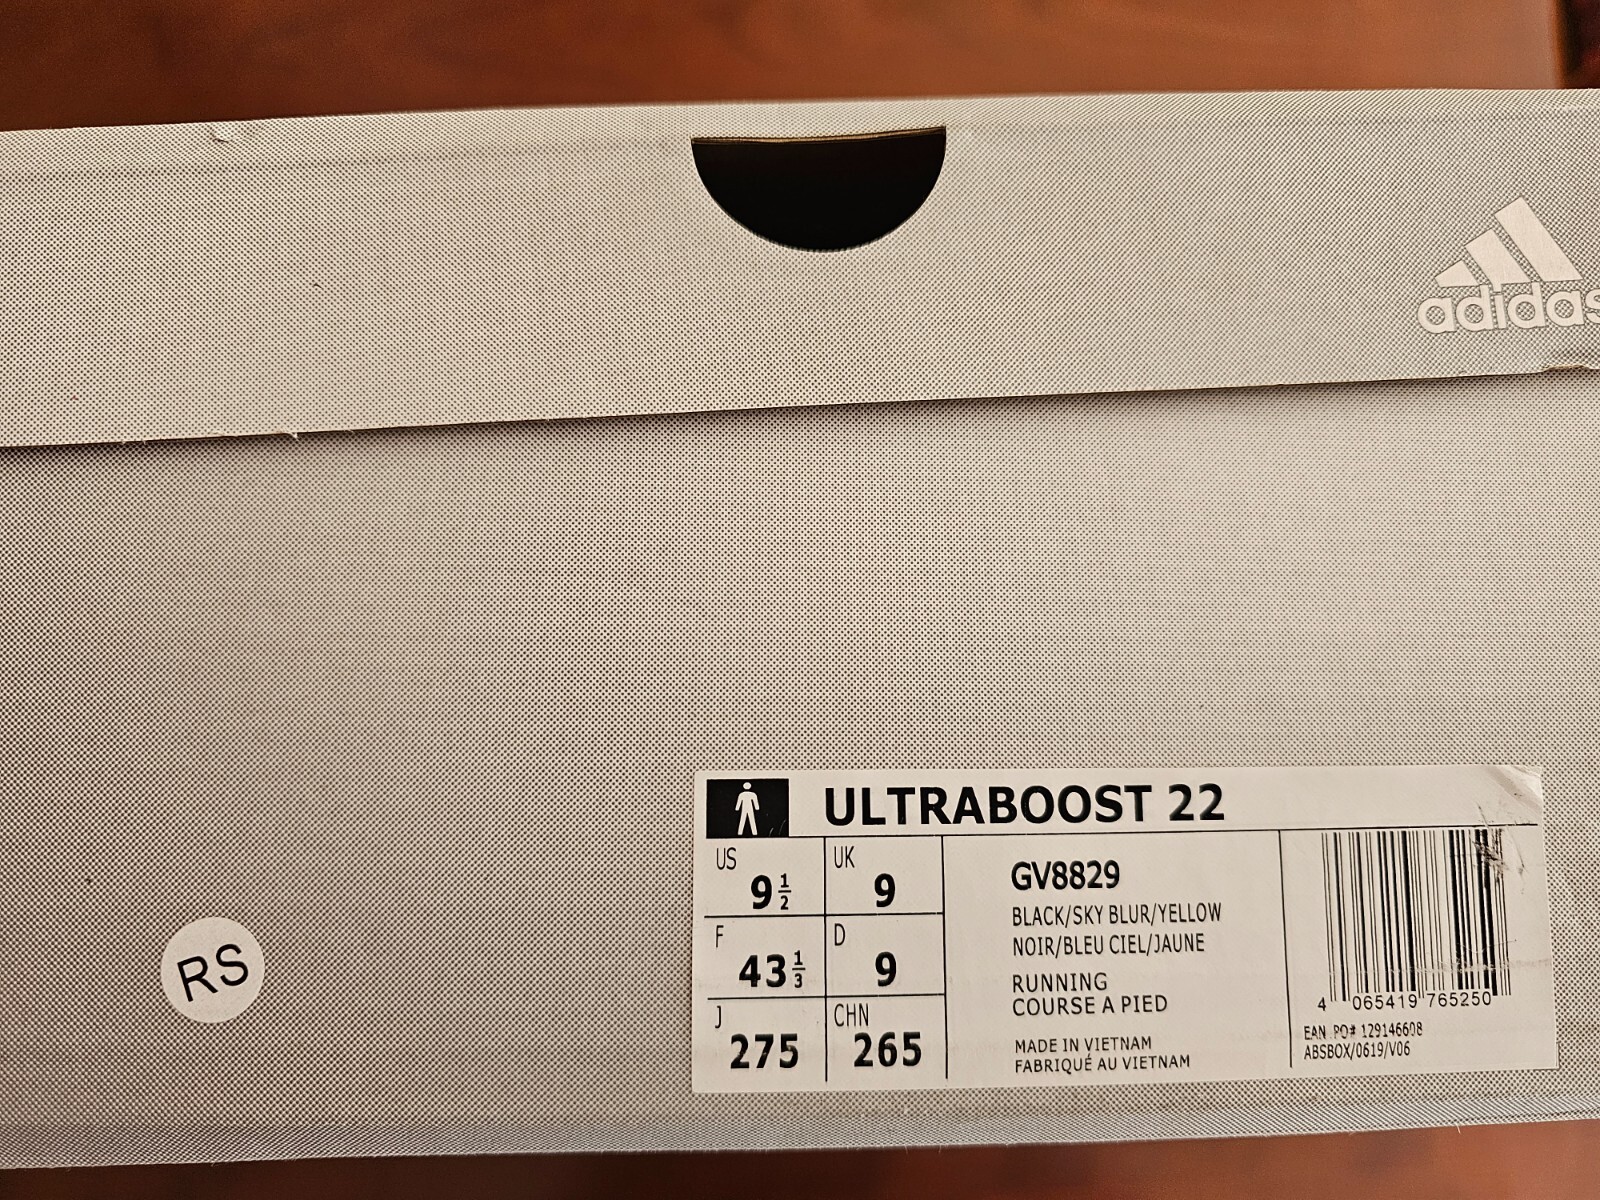 adidas
RS
ULTRABOOST 22
US
9 1/2
UK
9
F
43 1/3
D
9
J
275
CHN
265
GV8829
BLACK/SKY BLUR/YELLOW
NOIR/BLEU CIEL/JAUNE
RUNNING
COURSE A PIED
MADE IN VIETNAM
FABRIQUÉ AU VIETNAM
4 065419 765250
EAN PO# 129146608
ABSBOX/0619/V06